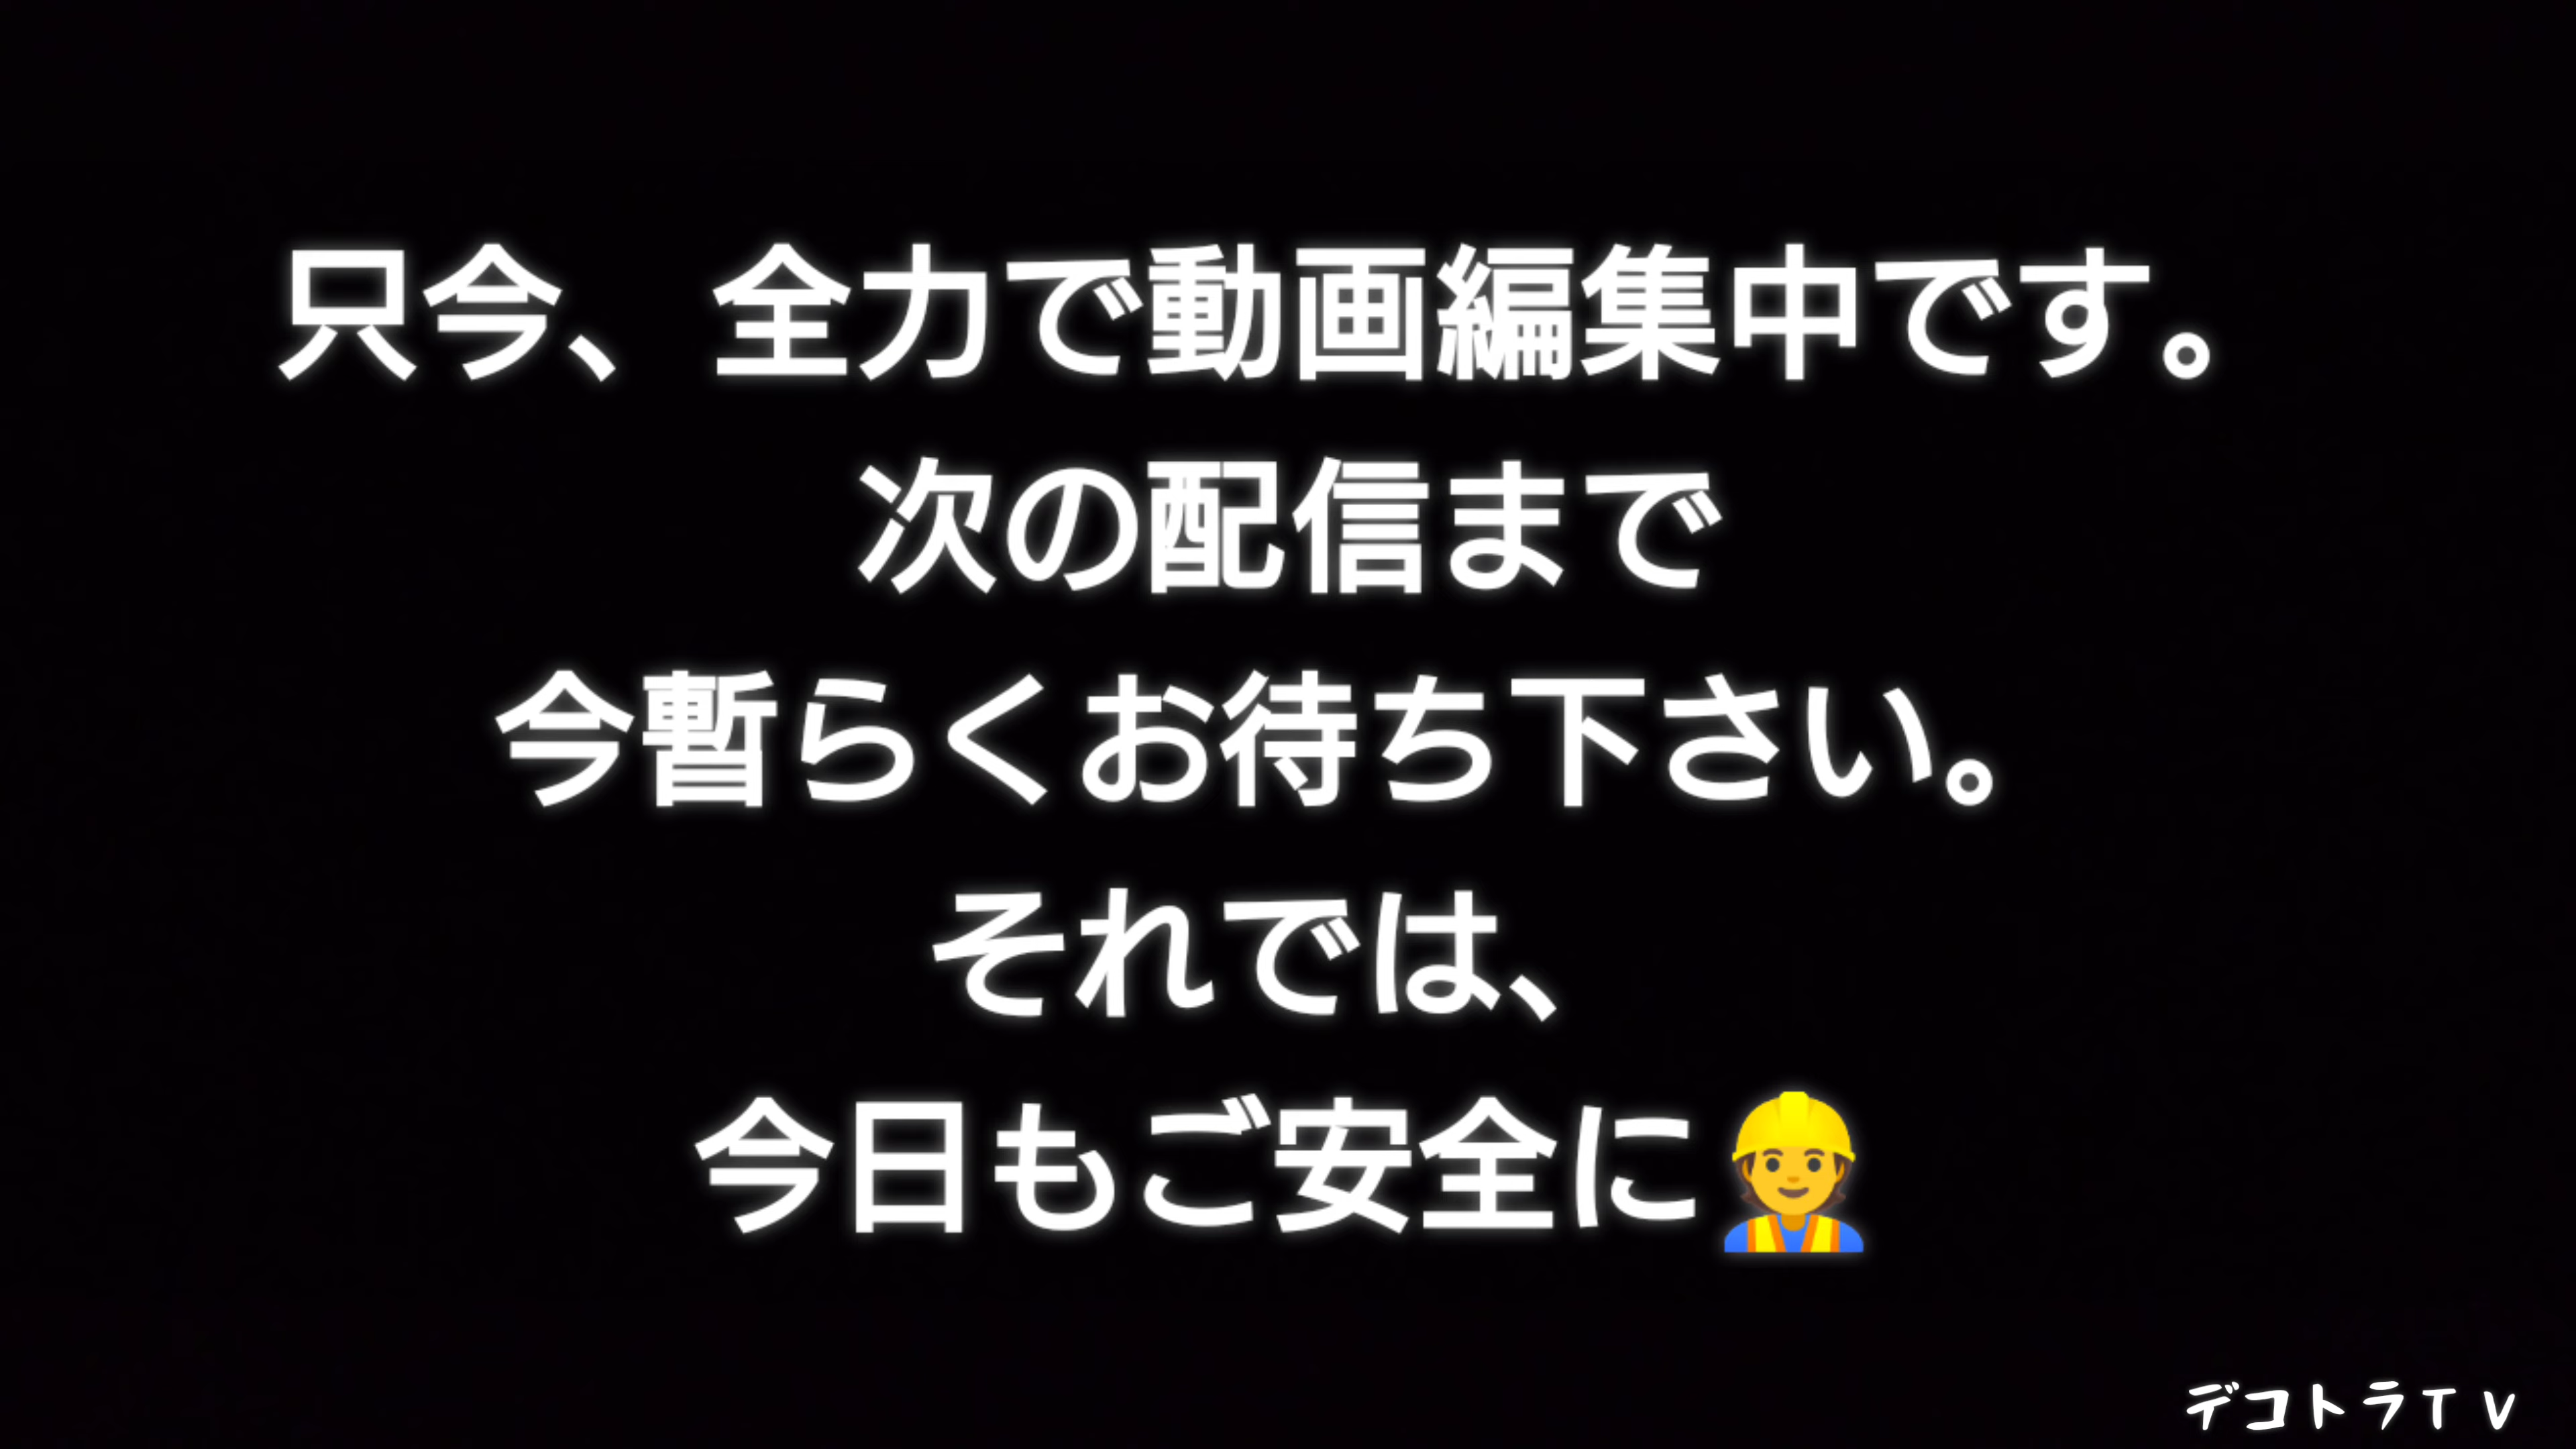 只今、全力で動画編集中です。
次の配信まで
今暫らくお待ち下さい。
それでは、
今日もご安全に👷
デコトラTV